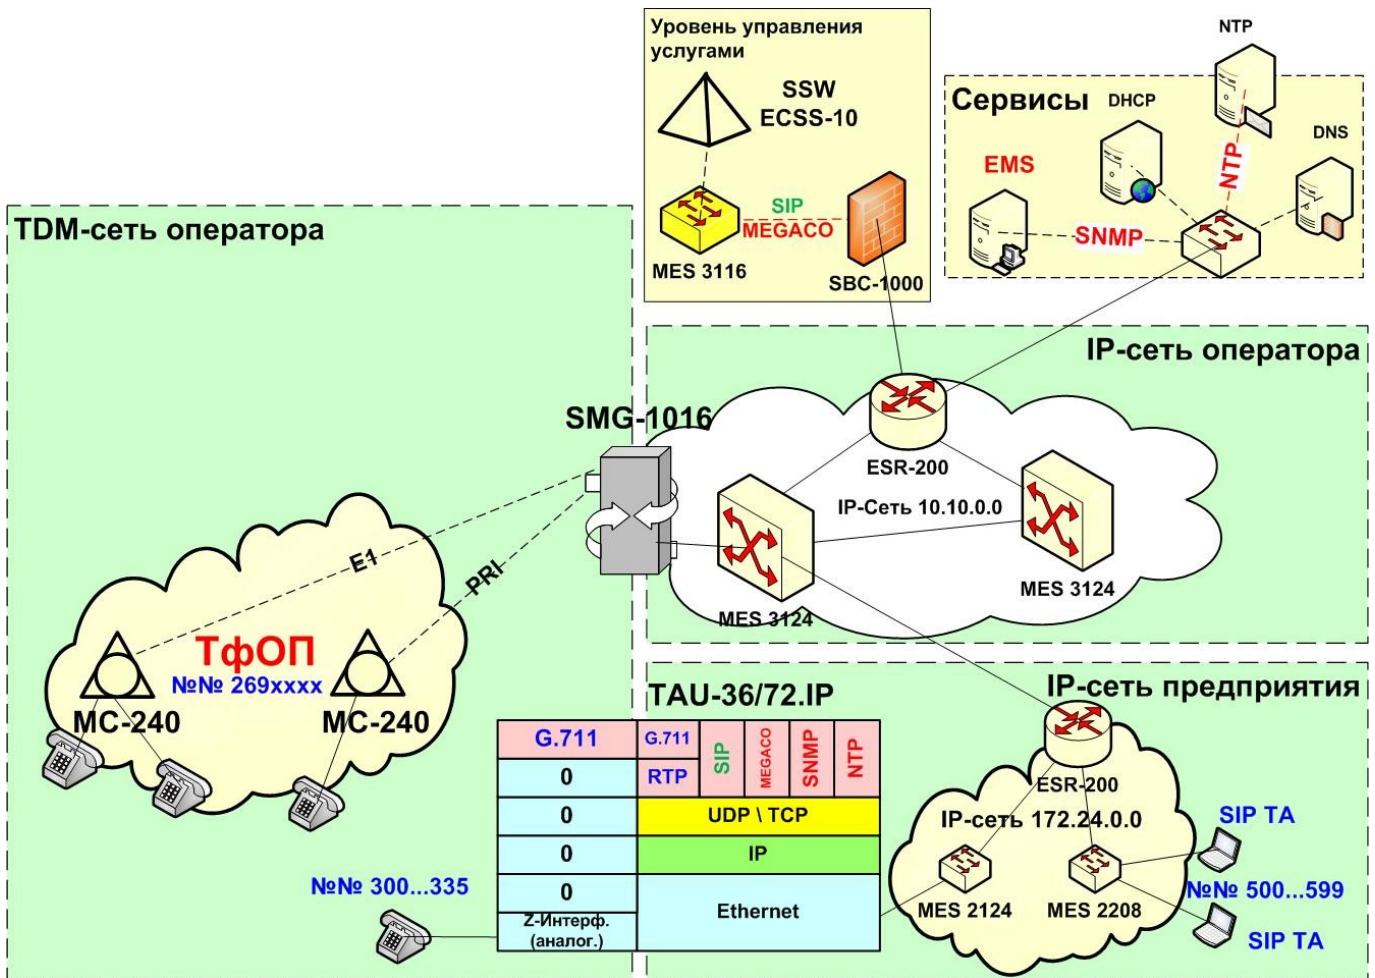 Уровень управления
услугами
SSW
ECSS-10
SIP
MEGACO
MES 3116
SBC-1000
NTP
Сервисы
DHCP
DNS
EMS
NTP
SNMP
TDM-сеть оператора
IP-сеть оператора
SMG-1016
ESR-200
IP-Сеть 10.10.0.0
MES 3124
MES 3124
E1
PRI
ТфОП
№№ 269xxxx
МС-240
МС-240
TAU-36/72.IP
IP-сеть предприятия
G.711
G.711
SIP
MEGACO
SNMP
NTP
0
RTP
0
UDP \ TCP
0
IP
0
Ethernet
Z-Интерф.
(аналог.)
№№ 300...335
ESR-200
IP-сеть 172.24.0.0
SIP TA
№№ 500...599
MES 2124
MES 2208
SIP TA